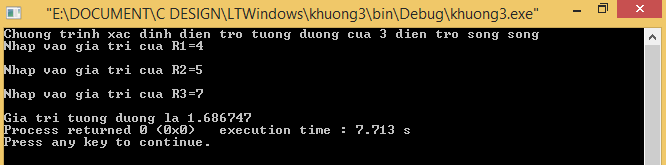 "E:\DOCUMENT\C DESIGN\LTWindows\khuong3\bin\Debug\khuong3.exe"
Chuong trinh xac dinh dien tro tuong duong cua 3 dien tro song song
Nhap vao gia tri cua R1=4
Nhap vao gia tri cua R2=5
Nhap vao gia tri cua R3=7
Gia tri tuong duong la 1.686747
Process returned 0 (0x0)   execution time : 7.713 s
Press any key to continue.